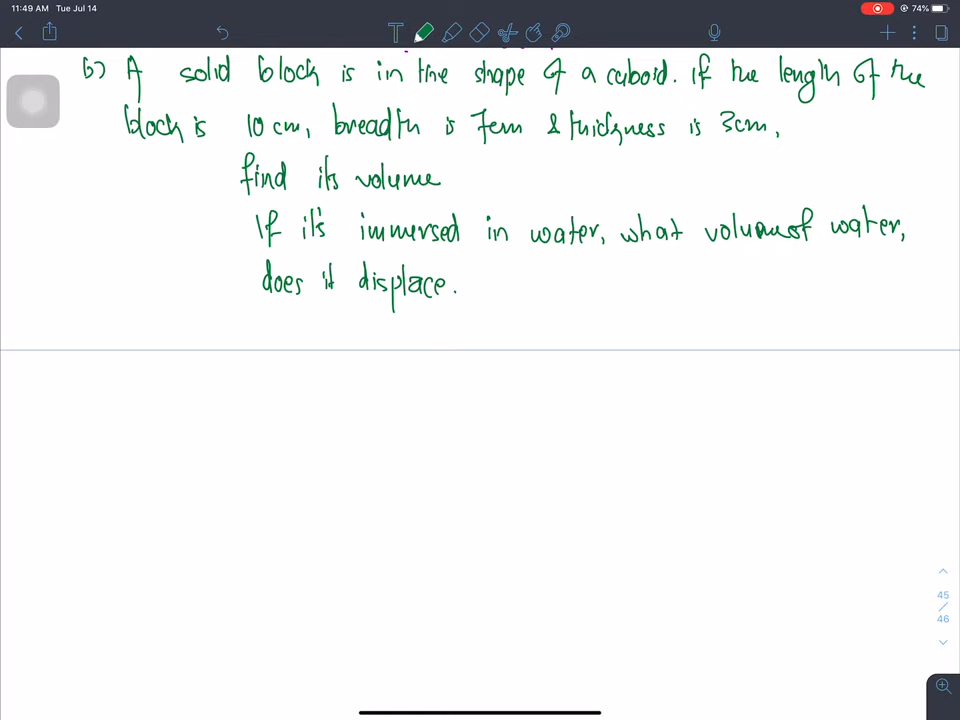 11:49 AM Tue Jul 14
74%
T
6) A solid block is in the shape of a cuboid. if the length of the
block is 10 cm, breadth is 7cm & thickness is 3cm,
find its volume
If it's immersed in water, what volume of water,
does it displace.
45
/
46